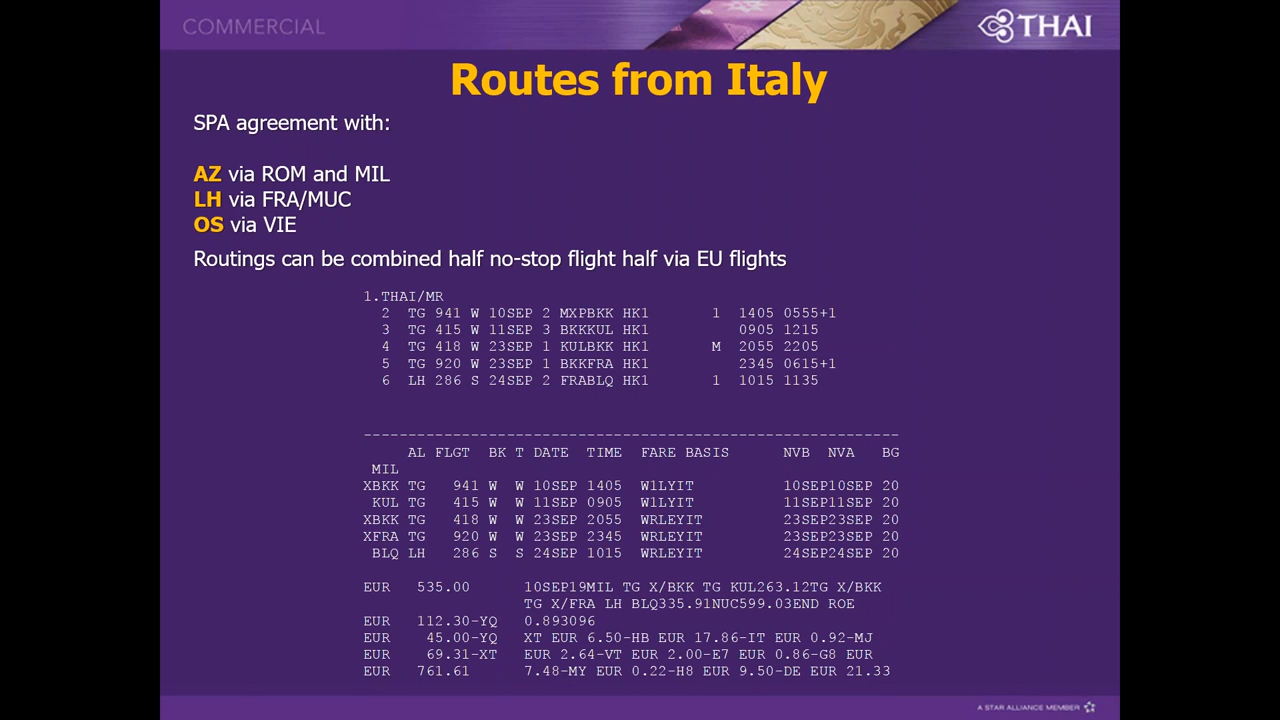 COMMERCIAL
THAI
Routes from Italy
SPA agreement with:
AZ via ROM and MIL
LH via FRA/MUC
OS via VIE
Routings can be combined half no-stop flight half via EU flights
1.THAI/MR
2 TG 941 W 10SEP 2 MXPBKK HK1 1 1405 0555+1
3 TG 415 W 11SEP 3 BKKKUL HK1 0905 1215
4 TG 418 W 23SEP 1 KULBKK HK1 M 2055 2205
5 TG 920 W 23SEP 1 BKKFRA HK1 2345 0615+1
6 LH 286 S 24SEP 2 FRABLQ HK1 1 1015 1135
------------------------------------------------------------
AL FLGT BK T DATE TIME FARE BASIS NVB NVA BG
MIL
XBKK TG 941 W W 10SEP 1405 W1LYIT 10SEP10SEP 20
KUL TG 415 W W 11SEP 0905 W1LYIT 11SEP11SEP 20
XBKK TG 418 W W 23SEP 2055 WRLEYIT 23SEP23SEP 20
XFRA TG 920 W W 23SEP 2345 WRLEYIT 23SEP23SEP 20
BLQ LH 286 S S 24SEP 1015 WRLEYIT 24SEP24SEP 20
EUR 535.00 10SEP19MIL TG X/BKK TG KUL263.12TG X/BKK
TG X/FRA LH BLQ335.91NUC599.03END ROE
EUR 112.30-YQ 0.893096
EUR 45.00-YQ XT EUR 6.50-HB EUR 17.86-IT EUR 0.92-MJ
EUR 69.31-XT EUR 2.64-VT EUR 2.00-E7 EUR 0.86-G8 EUR
EUR 761.61 7.48-MY EUR 0.22-H8 EUR 9.50-DE EUR 21.33
A STAR ALLIANCE MEMBER